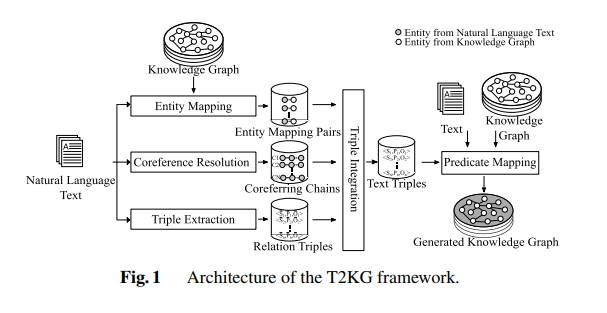 Entity from Natural Language Text
Entity from Knowledge Graph
Knowledge Graph
Entity Mapping
Entity Mapping Pairs
Natural Language
Text
Coreference Resolution
C1
C2
Coreferring Chains
Triple Extraction
Relation Triples
Triple Integration
Text Triples
Text
Knowledge
Graph
Predicate Mapping
Generated Knowledge Graph
Fig. 1 Architecture of the T2KG framework.